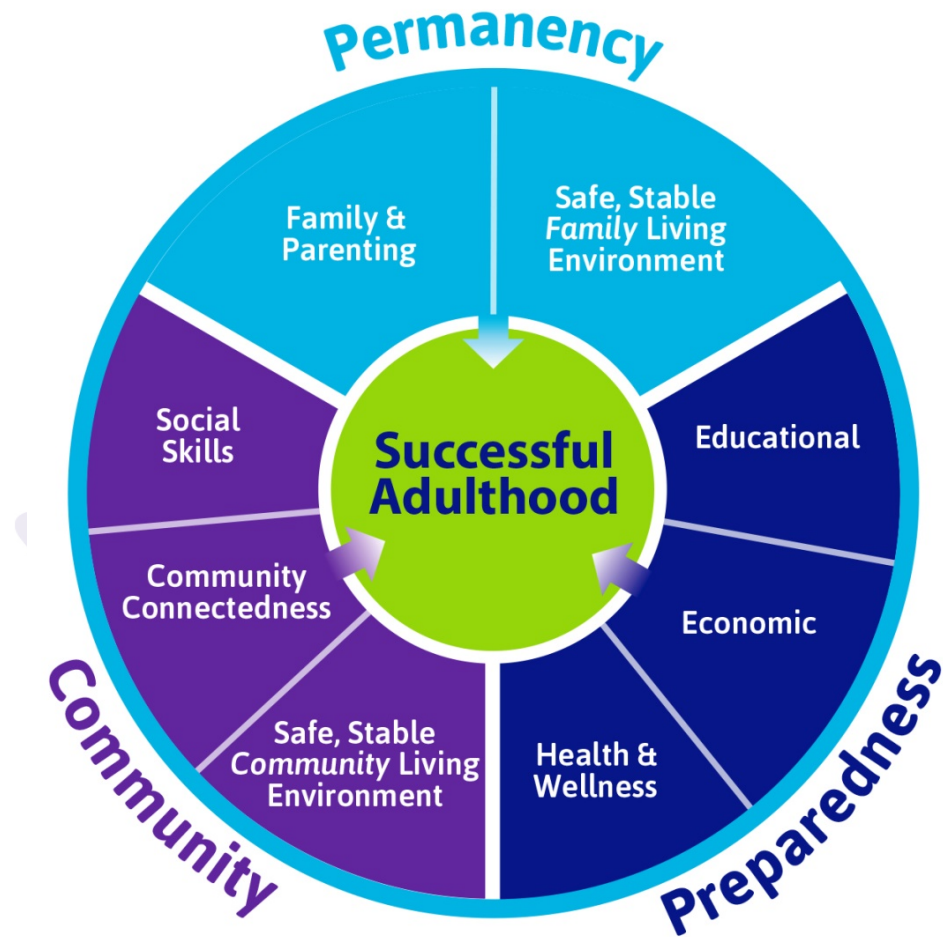 Permanency
Family &
Parenting
Safe, Stable
Family Living
Environment
Social
Skills
Successful
Adulthood
Educational
Community
Connectedness
Economic
Safe, Stable
Community Living
Environment
Health &
Wellness
Community
Preparedness